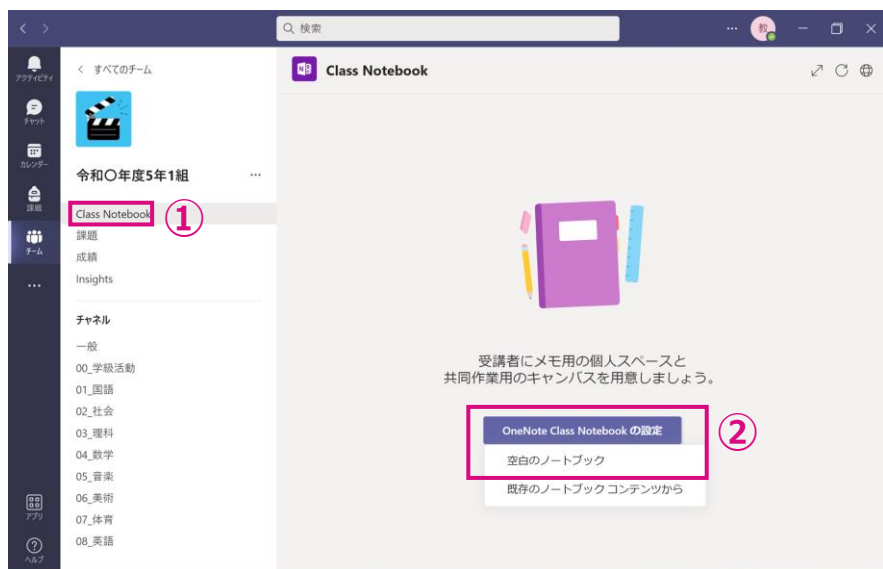 検索
教
アクティビティ
チャット
カレンダー
課題
チーム
アプリ
ヘルプ
すべてのチーム
令和〇年度5年1組
Class Notebook
①
課題
成績
Insights
チャネル
一般
00_学級活動
01_国語
02_社会
03_理科
04_数学
05_音楽
06_美術
07_体育
08_英語
Class Notebook
受講者にメモ用の個人スペースと
共同作業用のキャンバスを用意しましょう。
OneNote Class Notebook の設定
②
空白のノートブック
既存のノートブック コンテンツから